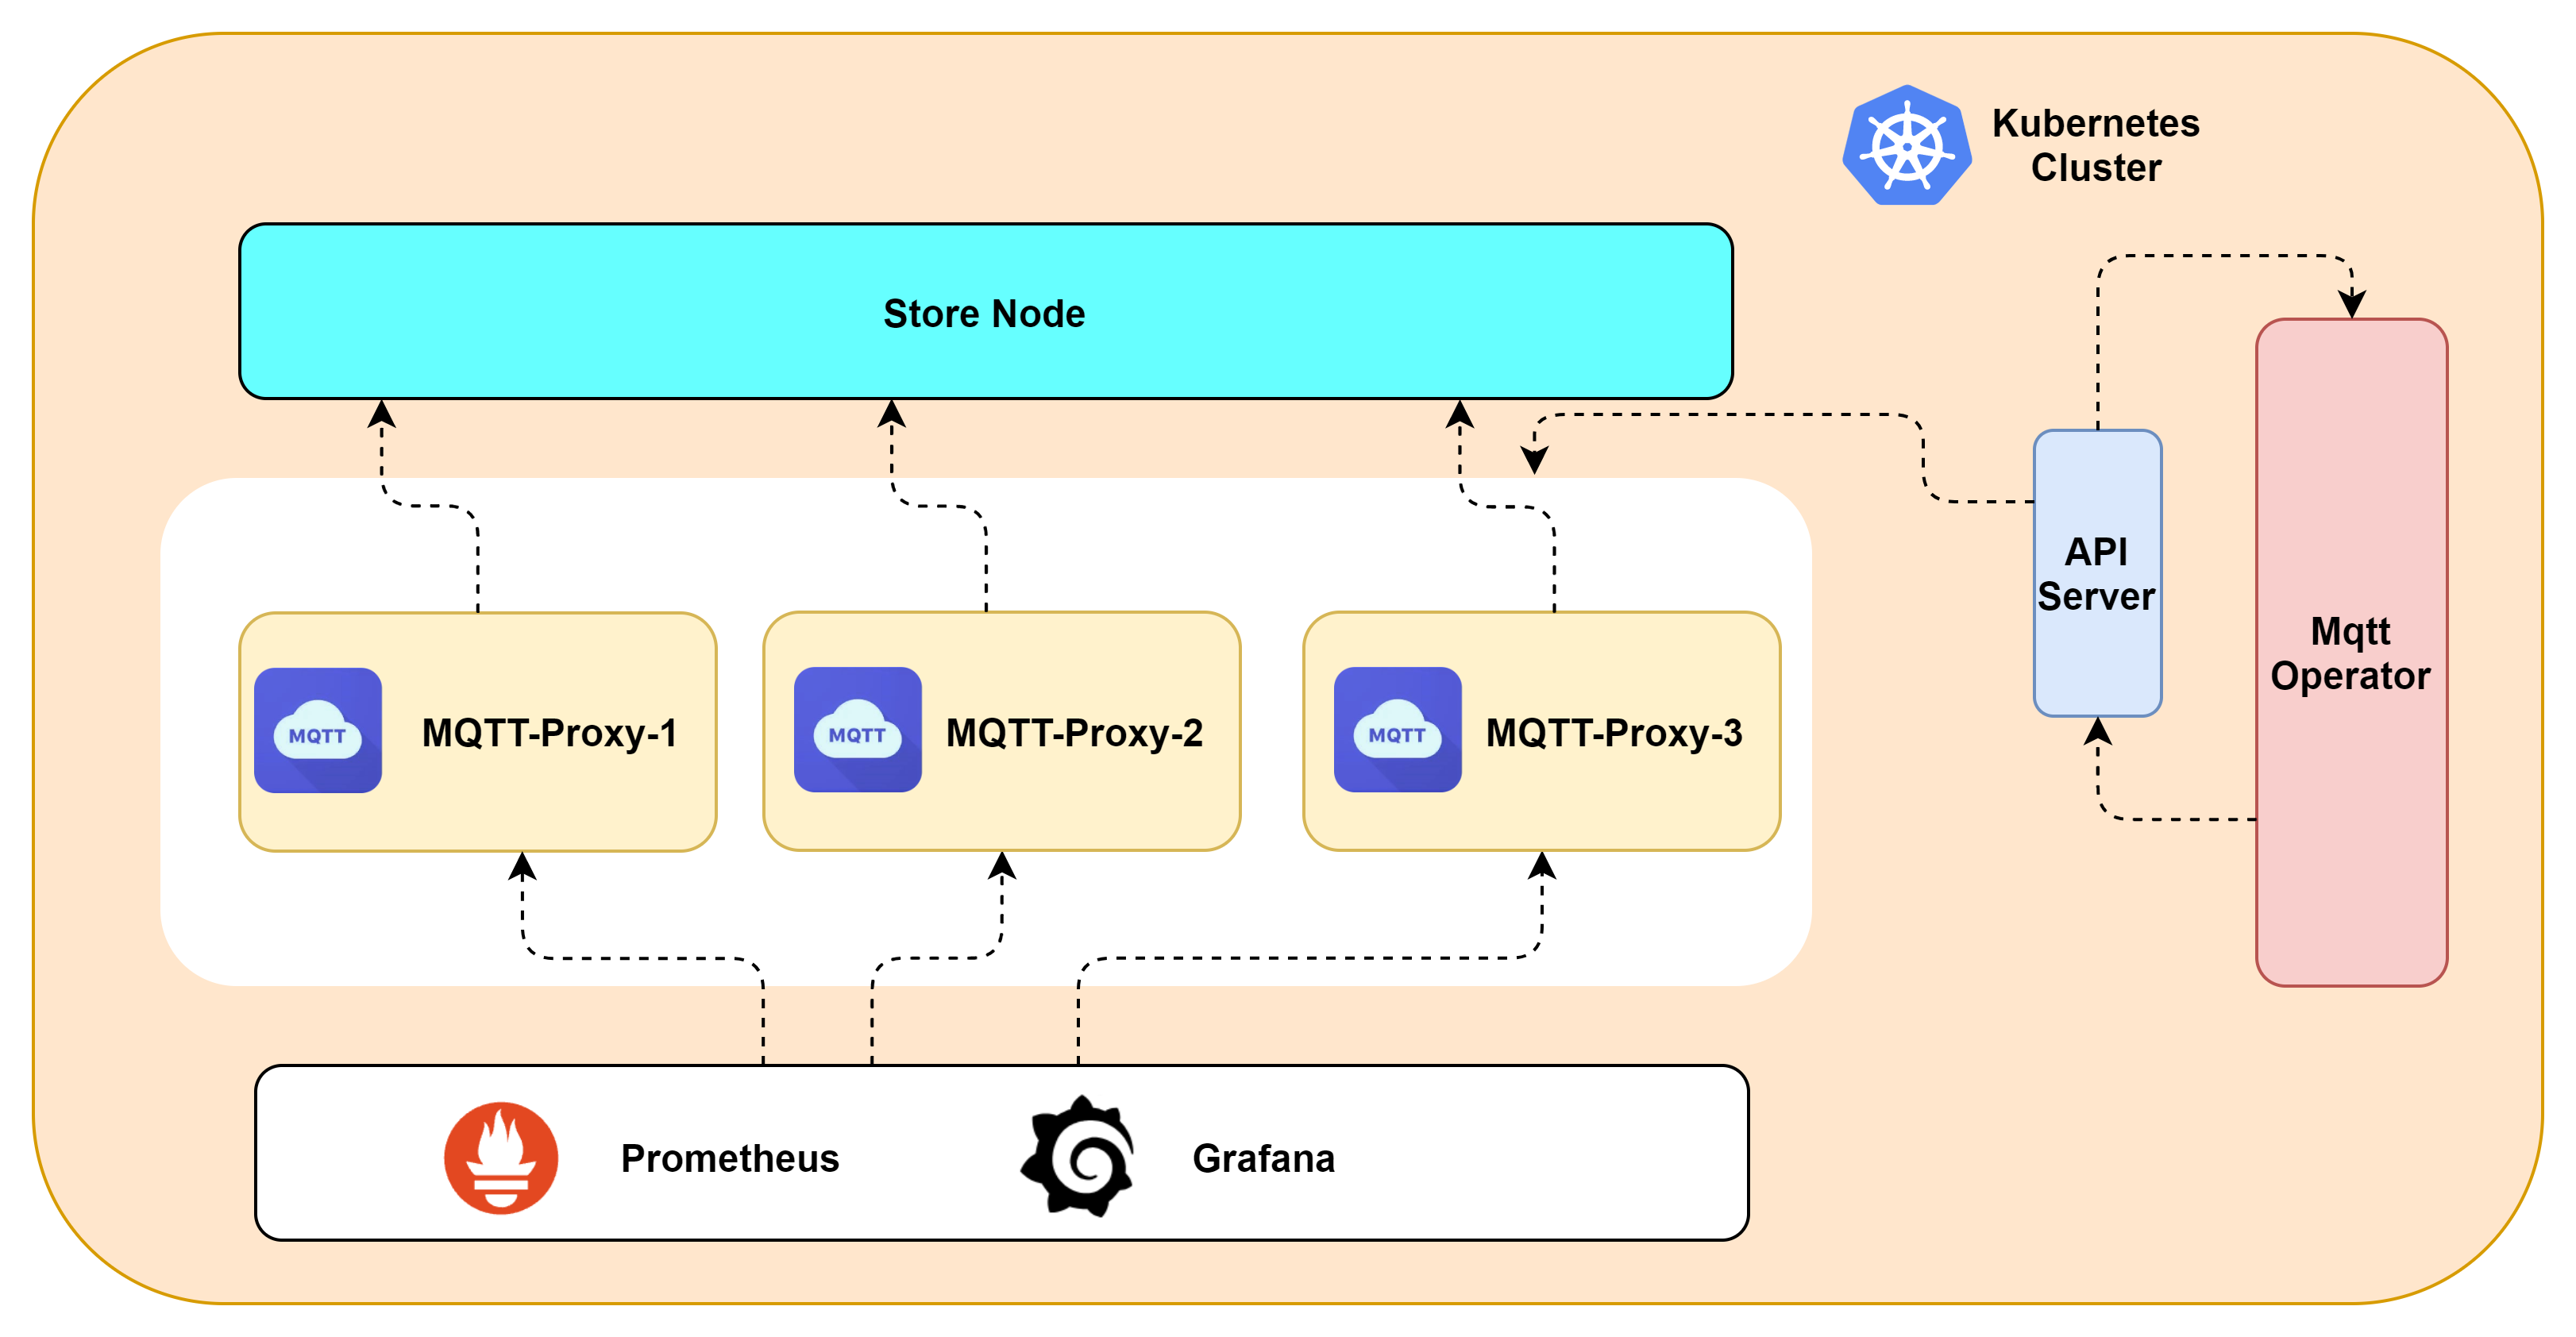 Kubernetes
Cluster
Store Node
API
Server
Mqtt
Operator
MQTT
MQTT-Proxy-1
MQTT
MQTT-Proxy-2
MQTT
MQTT-Proxy-3
Prometheus
Grafana